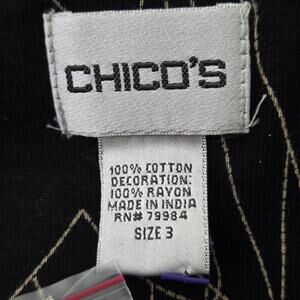 CHICO'S
100% COTTON
DECORATION:
100% RAYON
MADE IN INDIA
RN# 79984
SIZE 3